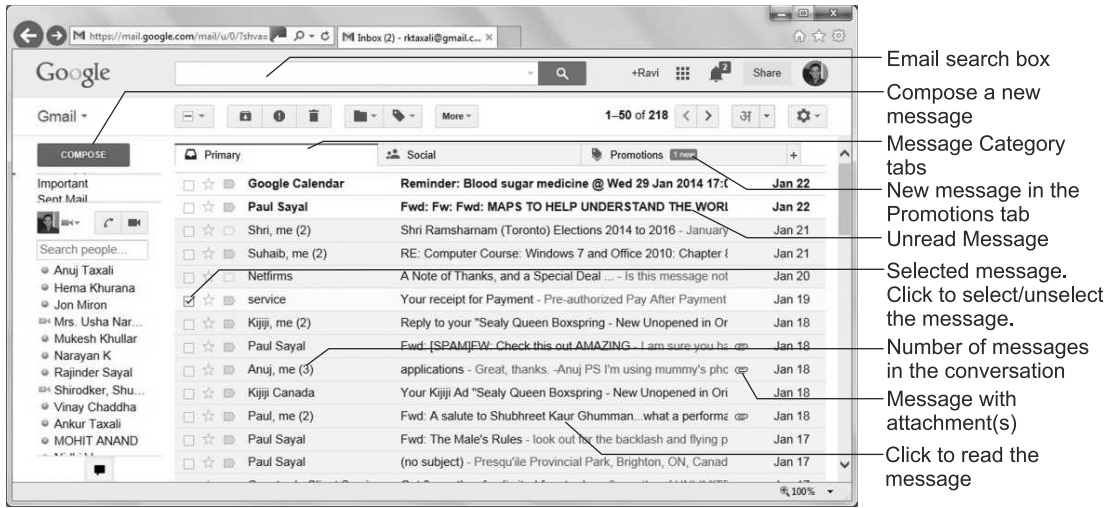 https://mail.google.com/mail/u/0/?shva=
Inbox (2) - rktaxali@gmail.c...
Google
+Ravi
2
Share
Gmail
More
1–50 of 218
अ
COMPOSE
Primary
Social
Promotions
1 new
+
Important
Sent Mail
Search people...
Anuj Taxali
Hema Khurana
Jon Miron
Mrs. Usha Nar...
Mukesh Khullar
Narayan K
Rajinder Sayal
Shirodker, Shu...
Vinay Chaddha
Ankur Taxali
MOHIT ANAND
Google Calendar Reminder: Blood sugar medicine @ Wed 29 Jan 2014 17:( Jan 22
Paul Sayal Fwd: Fw: Fwd: MAPS TO HELP UNDERSTAND THE WORL Jan 22
Shri, me (2) Shri Ramsharnam (Toronto) Elections 2014 to 2016 - January Jan 21
Suhaib, me (2) RE: Computer Course: Windows 7 and Office 2010: Chapter 8 Jan 21
Netfirms A Note of Thanks, and a Special Deal ... - Is this message not Jan 20
service Your receipt for Payment - Pre-authorized Pay After Payment Jan 19
Kijiji, me (2) Reply to your "Sealy Queen Boxspring - New Unopened in Or Jan 18
Paul Sayal Fwd: [SPAM]FW: Check this out AMAZING - I am sure you ha Jan 18
Anuj, me (3) applications - Great, thanks. -Anuj PS I'm using mummy's phc Jan 18
Kijiji Canada Your Kijiji Ad "Sealy Queen Boxspring - New Unopened in Ori Jan 18
Paul, me (2) Fwd: A salute to Shubhreet Kaur Ghumman...what a performa Jan 18
Paul Sayal Fwd: The Male's Rules - look out for the backlash and flying p Jan 17
Paul Sayal (no subject) - Presqu'ile Provincial Park, Brighton, ON, Canad Jan 17
100%
Email search box
Compose a new
message
Message Category
tabs
New message in the
Promotions tab
Unread Message
Selected message.
Click to select/unselect
the message.
Number of messages
in the conversation
Message with
attachment(s)
Click to read the
message